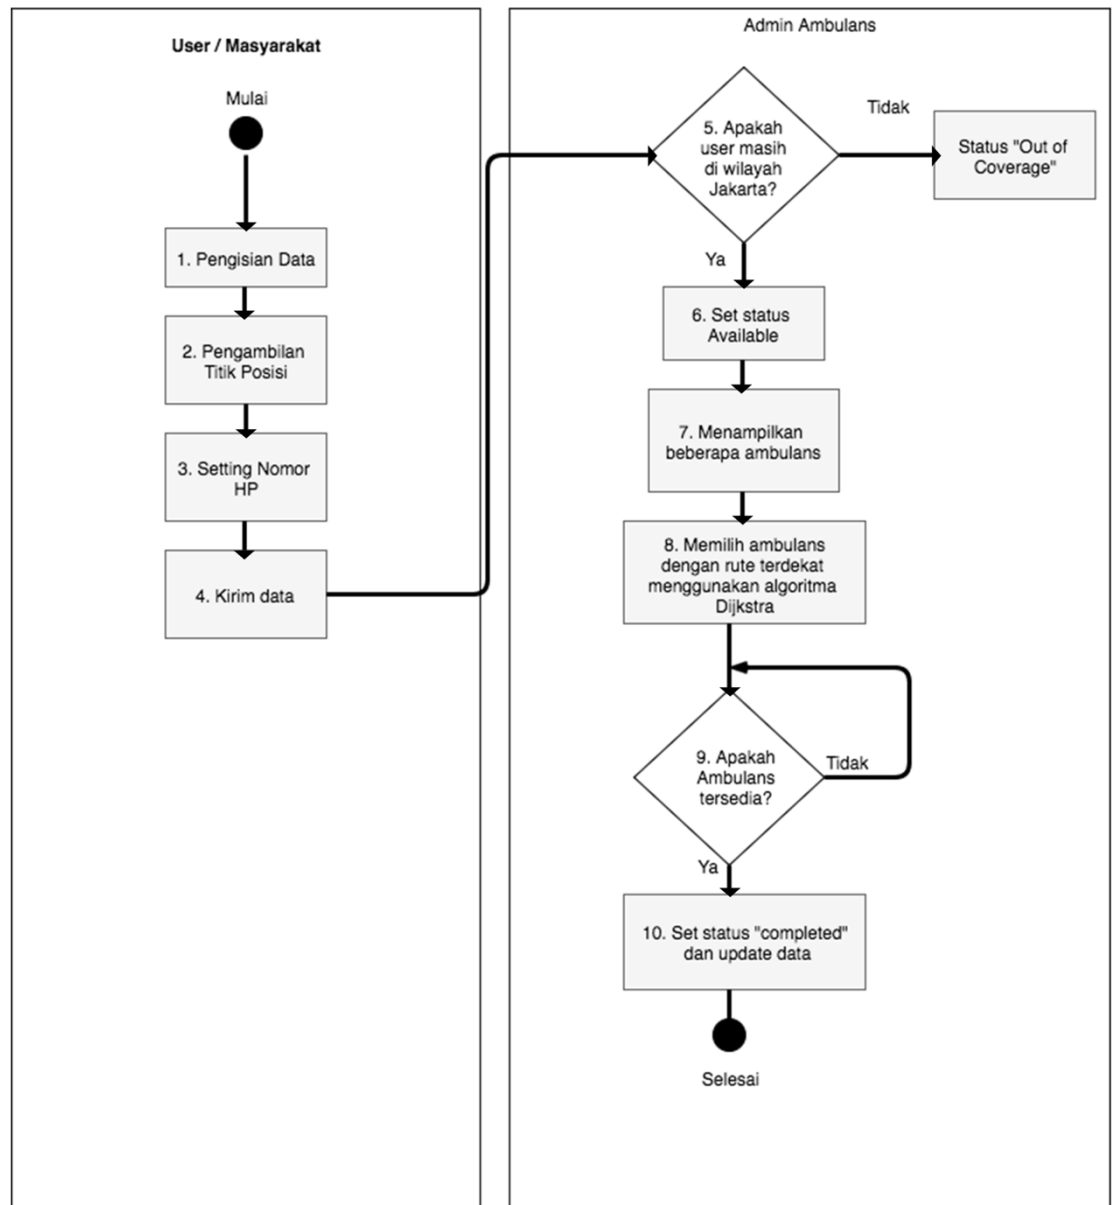 User / Masyarakat
Mulai
1. Pengisian Data
2. Pengambilan
Titik Posisi
3. Setting Nomor
HP
4. Kirim data
Admin Ambulans
5. Apakah
user masih
di wilayah
Jakarta?
Tidak
Status "Out of
Coverage"
Ya
6. Set status
Available
7. Menampilkan
beberapa ambulans
8. Memilih ambulans
dengan rute terdekat
menggunakan algoritma
Dijkstra
9. Apakah
Ambulans
tersedia?
Tidak
Ya
10. Set status "completed"
dan update data
Selesai